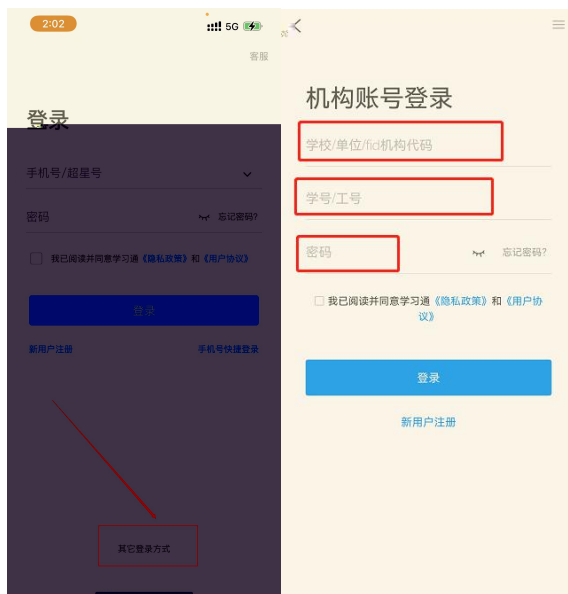 2:02
5G
客服
登录
手机号/超星号
密码
忘记密码?
我已阅读并同意学习通《隐私政策》和《用户协议》
登录
新用户注册
手机号快捷登录
其它登录方式
机构账号登录
学校/单位/fid机构代码
学号/工号
密码
忘记密码?
我已阅读并同意学习通《隐私政策》和《用户协
议》
登录
新用户注册